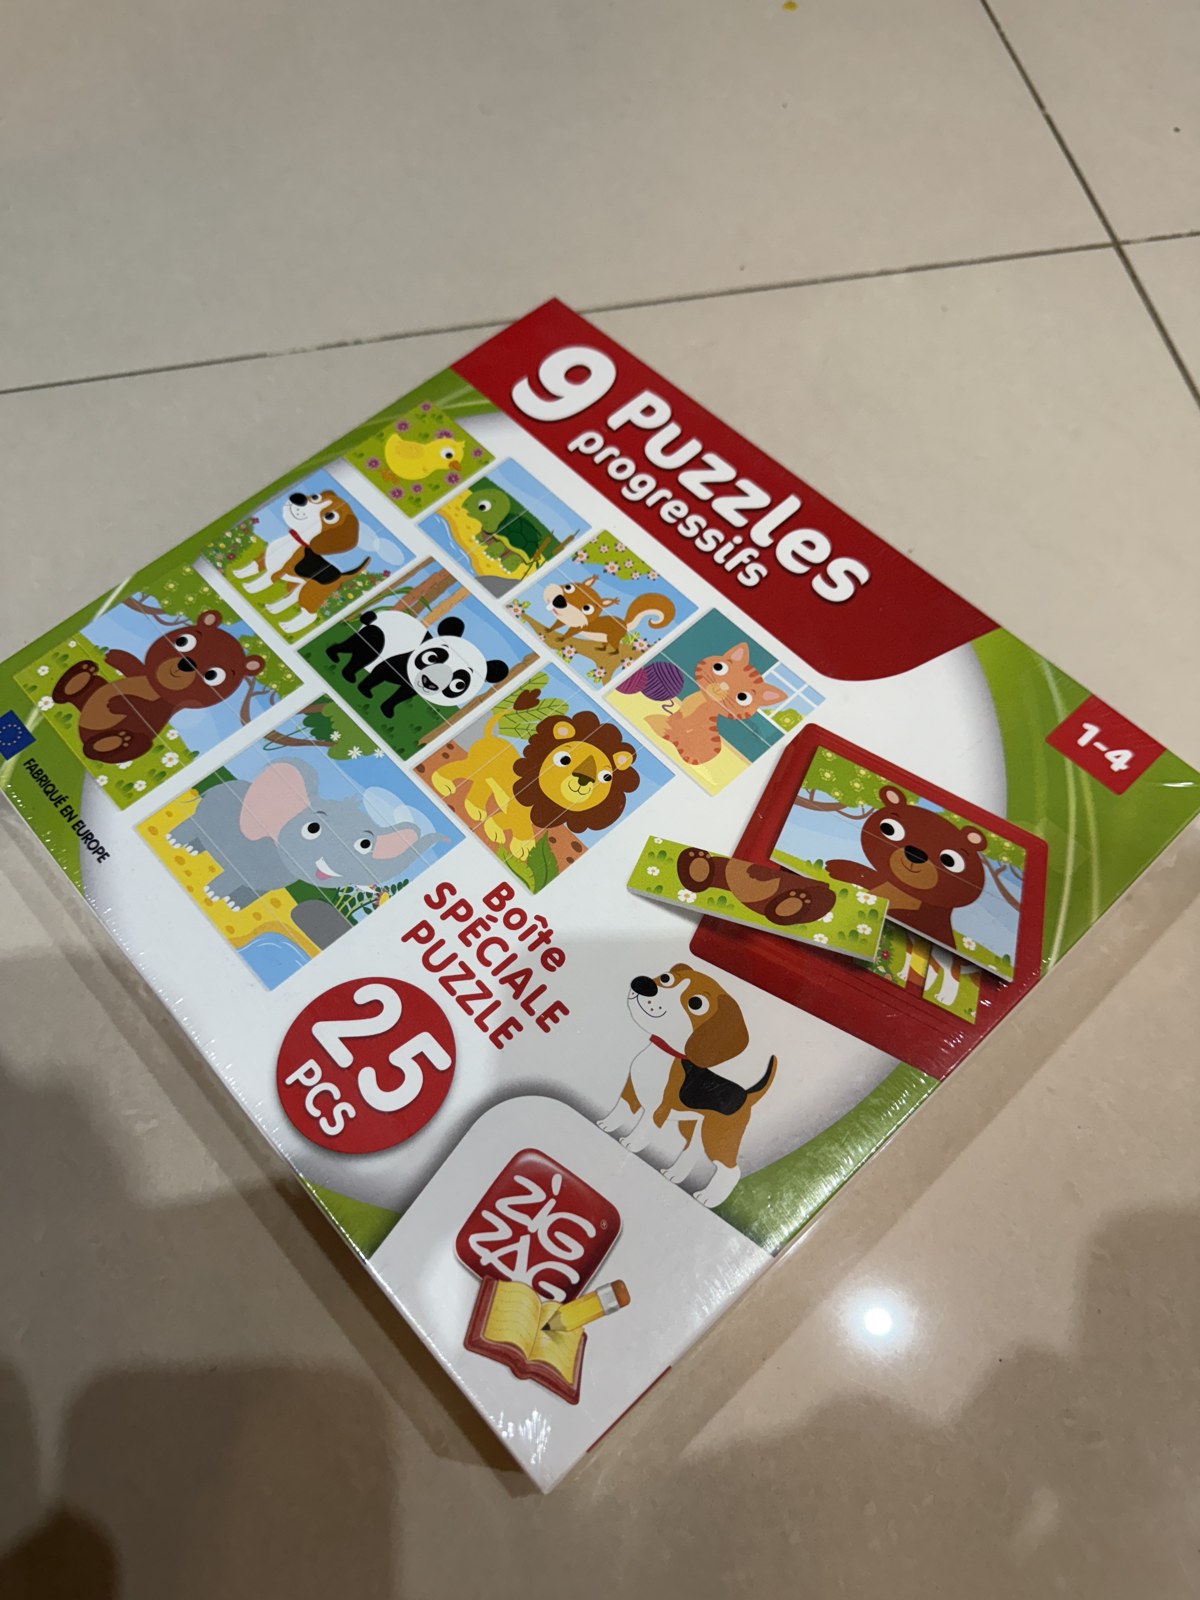 9 Puzzles
progressifs
1-4
FABRIQUÉ EN EUROPE
Boîte
SPÉCIALE
PUZZLE
25
PCS
ZIG
ZAG